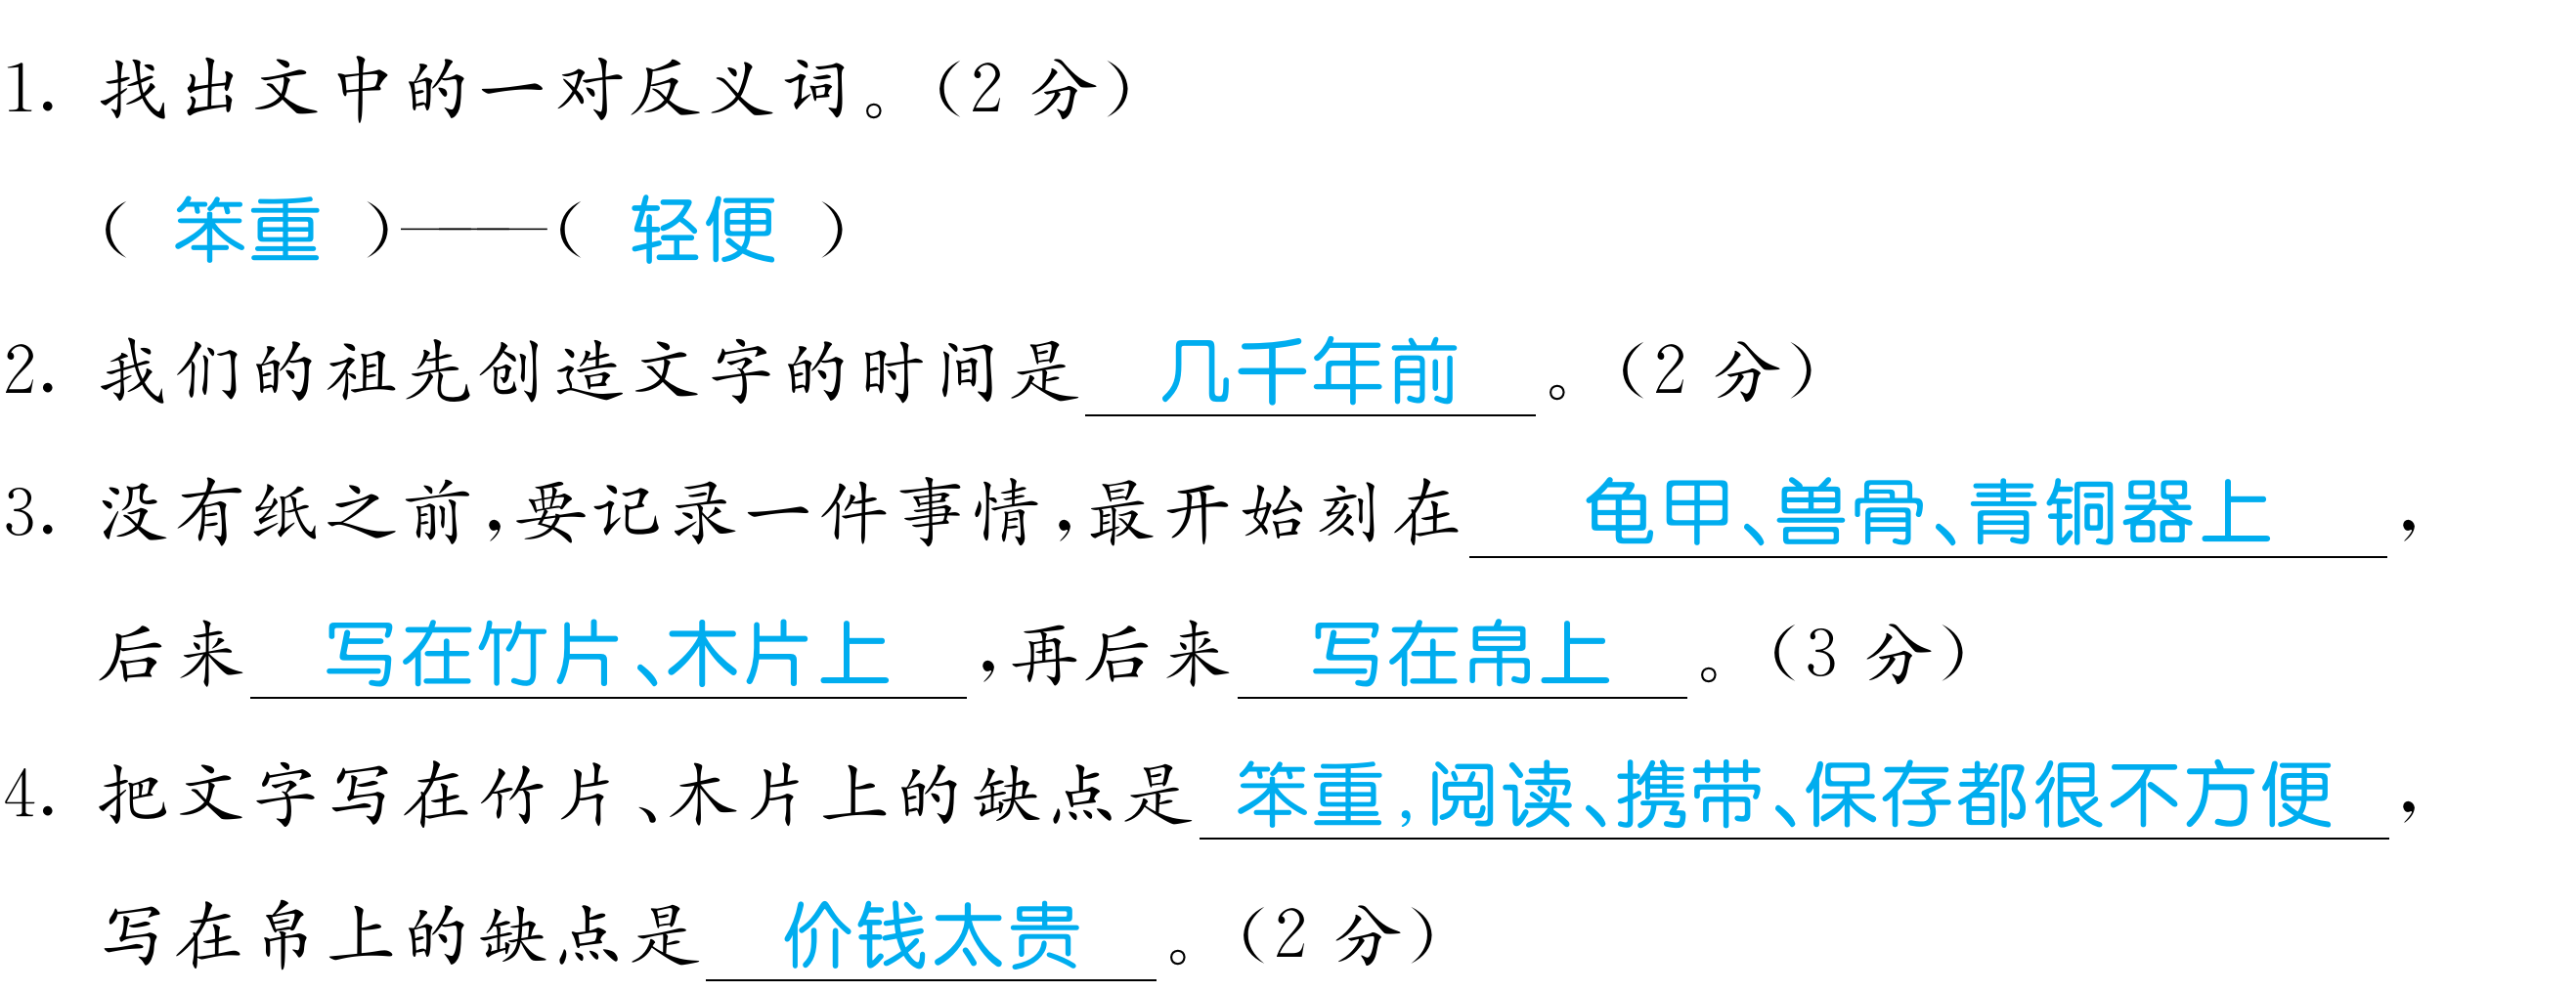 1. 找出文中的一对反义词。(2 分)
( 笨重 )——( 轻便 )
2. 我们的祖先创造文字的时间是 几千年前 。(2 分)
3. 没有纸之前,要记录一件事情,最开始刻在 龟甲、兽骨、青铜器上 ,
后来 写在竹片、木片上 ,再后来 写在帛上 。(3 分)
4. 把文字写在竹片、木片上的缺点是 笨重,阅读、携带、保存都很不方便 ,
写在帛上的缺点是 价钱太贵 。(2 分)